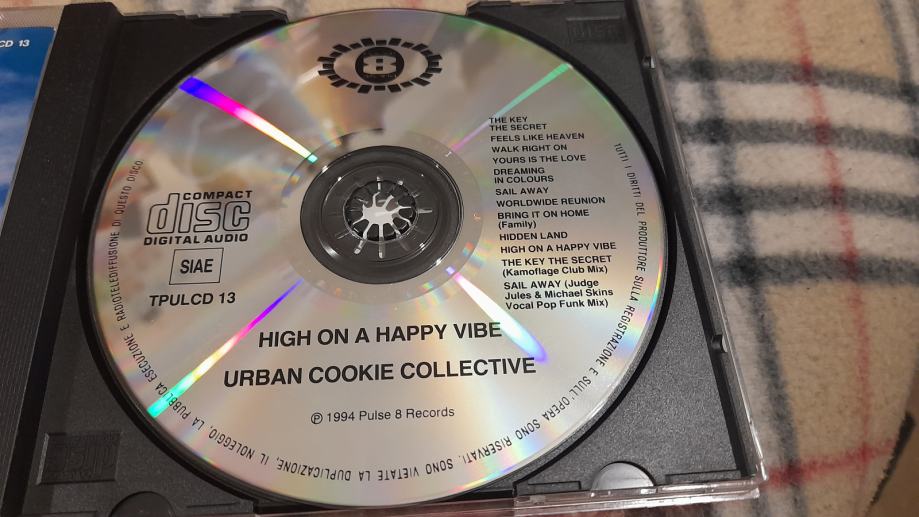 CD 13
8
THE KEY
THE SECRET
FEELS LIKE HEAVEN
WALK RIGHT ON
YOURS IS THE LOVE
DREAMING
IN COLOURS
SAIL AWAY
WORLDWIDE REUNION
BRING IT ON HOME
(Family)
HIDDEN LAND
HIGH ON A HAPPY VIBE
THE KEY THE SECRET
(Kamoflage Club Mix)
SAIL AWAY (Judge
Jules & Michael Skins
Vocal Pop Funk Mix)
COMPACT
disc
DIGITAL AUDIO
SIAE
TPULCD 13
HIGH ON A HAPPY VIBE
URBAN COOKIE COLLECTIVE
℗ 1994 Pulse 8 Records
TUTTI I DIRITTI DEL PRODUTTORE SULLA REGISTRAZIONE E SULL'OPERA SONO RISERVATI. SONO VIETATE LA DUPLICAZIONE, IL NOLEGGIO, LA PUBBLICA ESECUZIONE E RADIOTELEDIFFUSIONE DI QUESTO DISCO